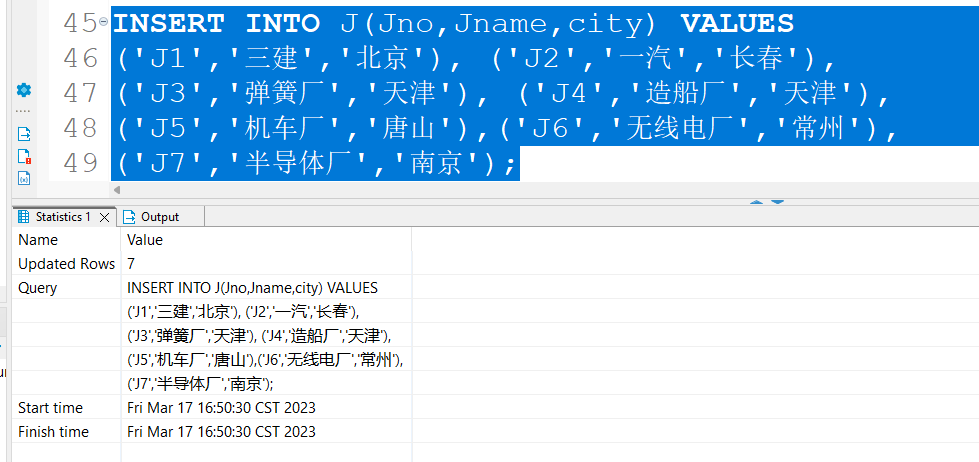 45 INSERT INTO J(Jno,Jname,city) VALUES
46 ('J1','三建','北京'), ('J2','一汽','长春'),
47 ('J3','弹簧厂','天津'), ('J4','造船厂','天津'),
48 ('J5','机车厂','唐山'),('J6','无线电厂','常州'),
49 ('J7','半导体厂','南京');
Statistics 1 Output
Name Value
Updated Rows 7
Query INSERT INTO J(Jno,Jname,city) VALUES
('J1','三建','北京'), ('J2','一汽','长春'),
('J3','弹簧厂','天津'), ('J4','造船厂','天津'),
('J5','机车厂','唐山'),('J6','无线电厂','常州'),
('J7','半导体厂','南京');
Start time Fri Mar 17 16:50:30 CST 2023
Finish time Fri Mar 17 16:50:30 CST 2023